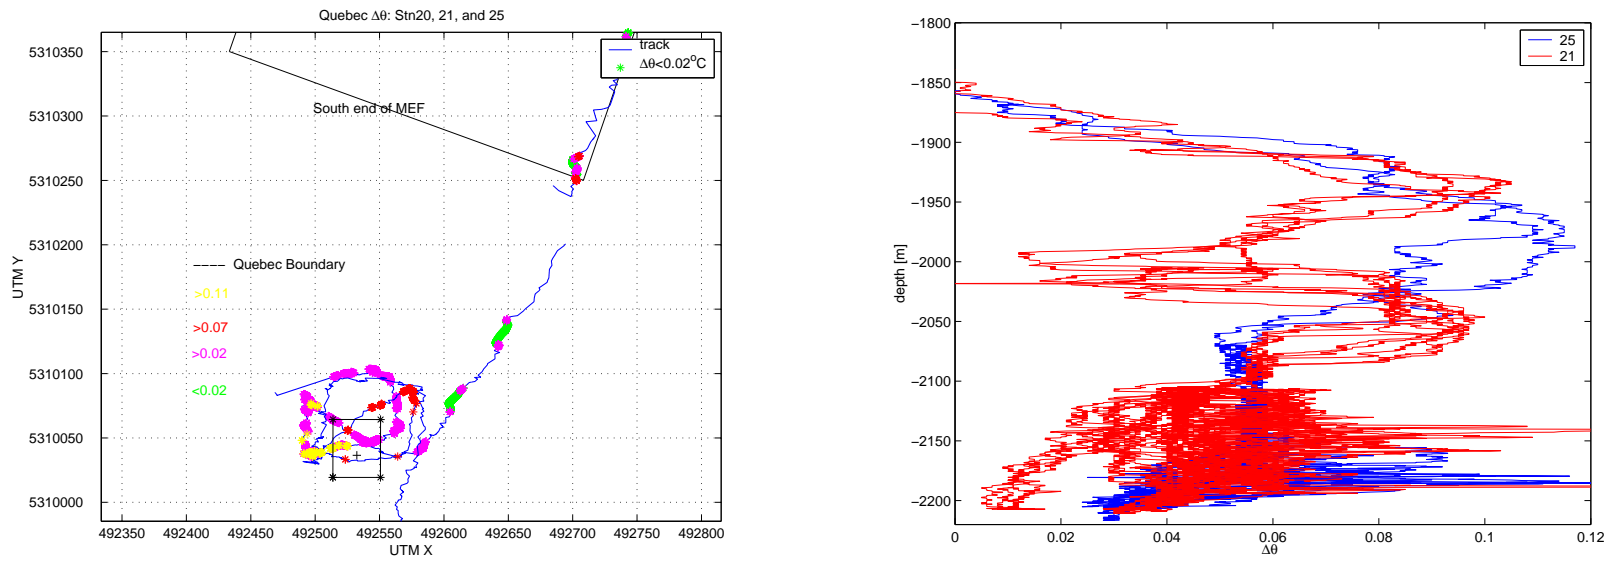 Quebec Δθ: Stn20, 21, and 25
UTM Y
5310350
5310300
5310250
5310200
5310150
5310100
5310050
5310000
track
Δθ<0.02°C
South end of MEF
Quebec Boundary
>0.11
>0.07
>0.02
<0.02
492350 492400 492450 492500 492550 492600 492650 492700 492750 492800
UTM X
depth [m]
−1800
−1850
−1900
−1950
−2000
−2050
−2100
−2150
−2200
25
21
0 0.02 0.04 0.06 0.08 0.1 0.12
Δθ